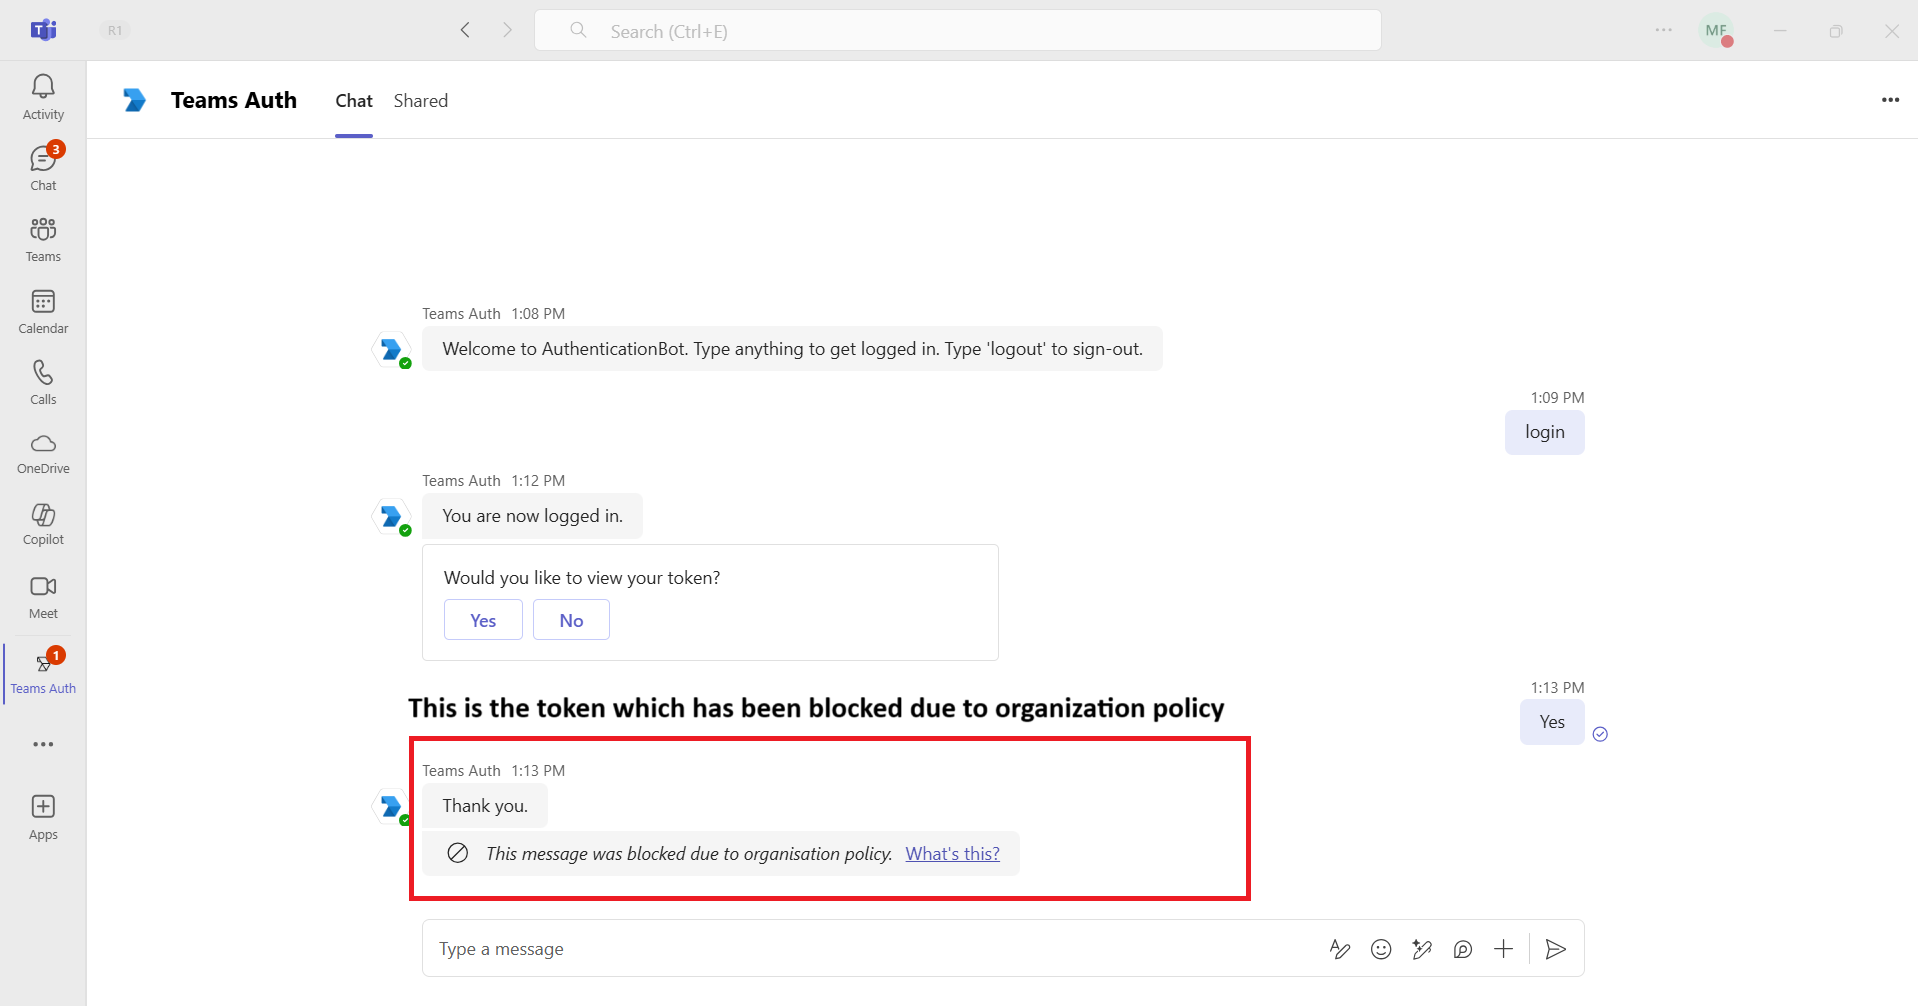 R1
Search (Ctrl+E)
MF
Activity
3
Chat
Teams
Calendar
Calls
OneDrive
Copilot
Meet
1
Teams Auth
Apps
Teams Auth Chat Shared
Teams Auth 1:08 PM
Welcome to AuthenticationBot. Type anything to get logged in. Type 'logout' to sign-out.
1:09 PM
login
Teams Auth 1:12 PM
You are now logged in.
Would you like to view your token?
Yes No
1:13 PM
Yes
This is the token which has been blocked due to organization policy
Teams Auth 1:13 PM
Thank you.
This message was blocked due to organisation policy. What's this?
Type a message